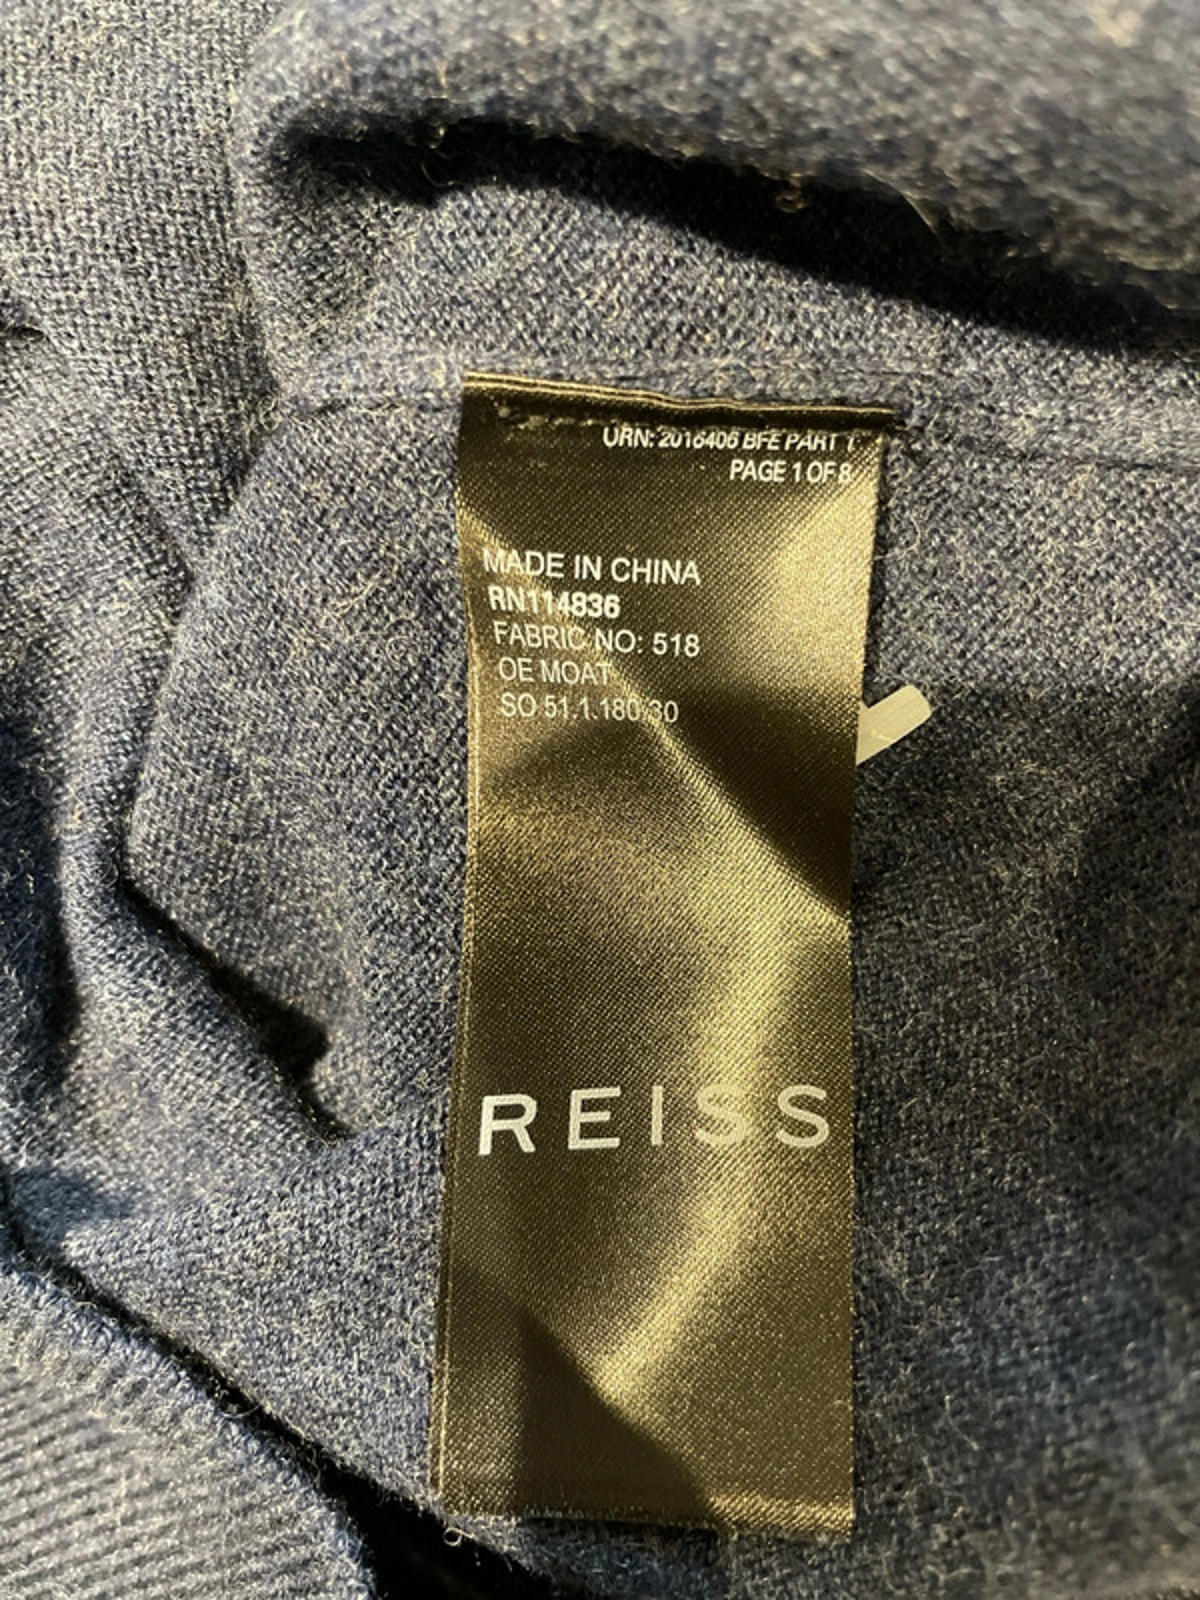 URN: 2016406 BFE PART 1
PAGE 1 OF 8
MADE IN CHINA
RN114836
FABRIC NO: 518
OE MOAT
SO 51.1.180.30
REISS